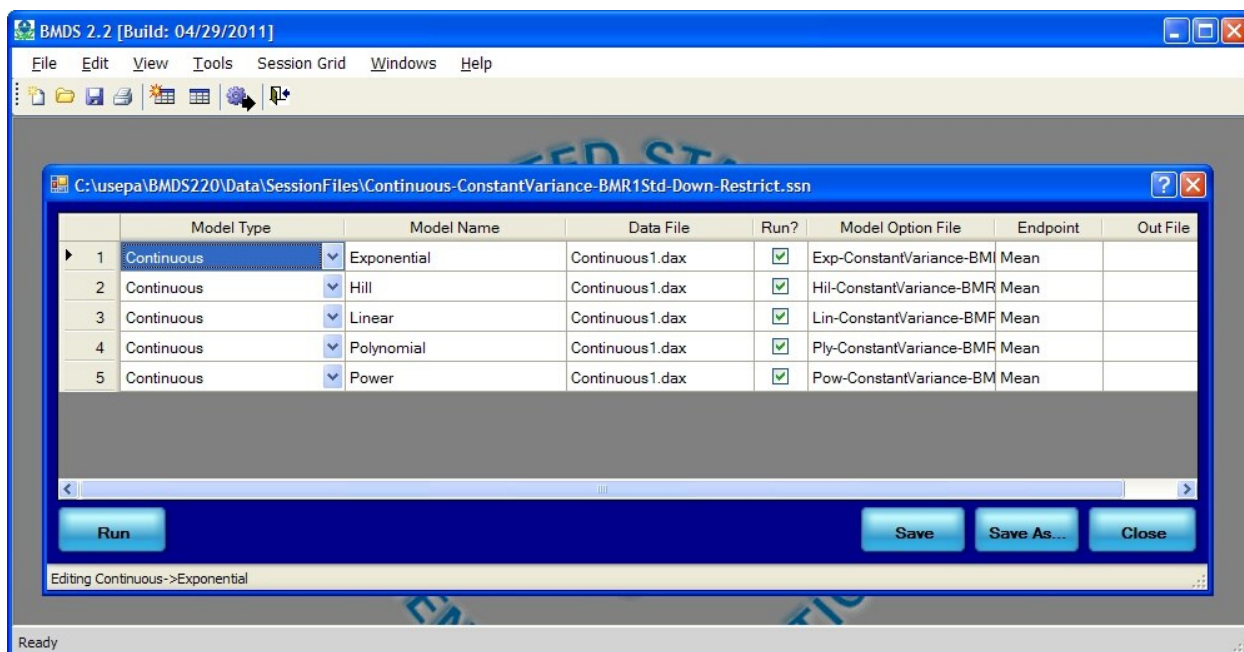 BMDS 2.2 [Build: 04/29/2011]
File Edit View Tools Session Grid Windows Help
C:\usepa\BMDS220\Data\SessionFiles\Continuous-ConstantVariance-BMR1Std-Down-Restrict.ssn
Model Type Model Name Data File Run? Model Option File Endpoint Out File
1 Continuous Exponential Continuous1.dax Exp-ConstantVariance-BMI Mean
2 Continuous Hill Continuous1.dax Hil-ConstantVariance-BMR Mean
3 Continuous Linear Continuous1.dax Lin-ConstantVariance-BMF Mean
4 Continuous Polynomial Continuous1.dax Ply-ConstantVariance-BMR Mean
5 Continuous Power Continuous1.dax Pow-ConstantVariance-BM Mean
Run Save Save As... Close
Editing Continuous->Exponential
Ready